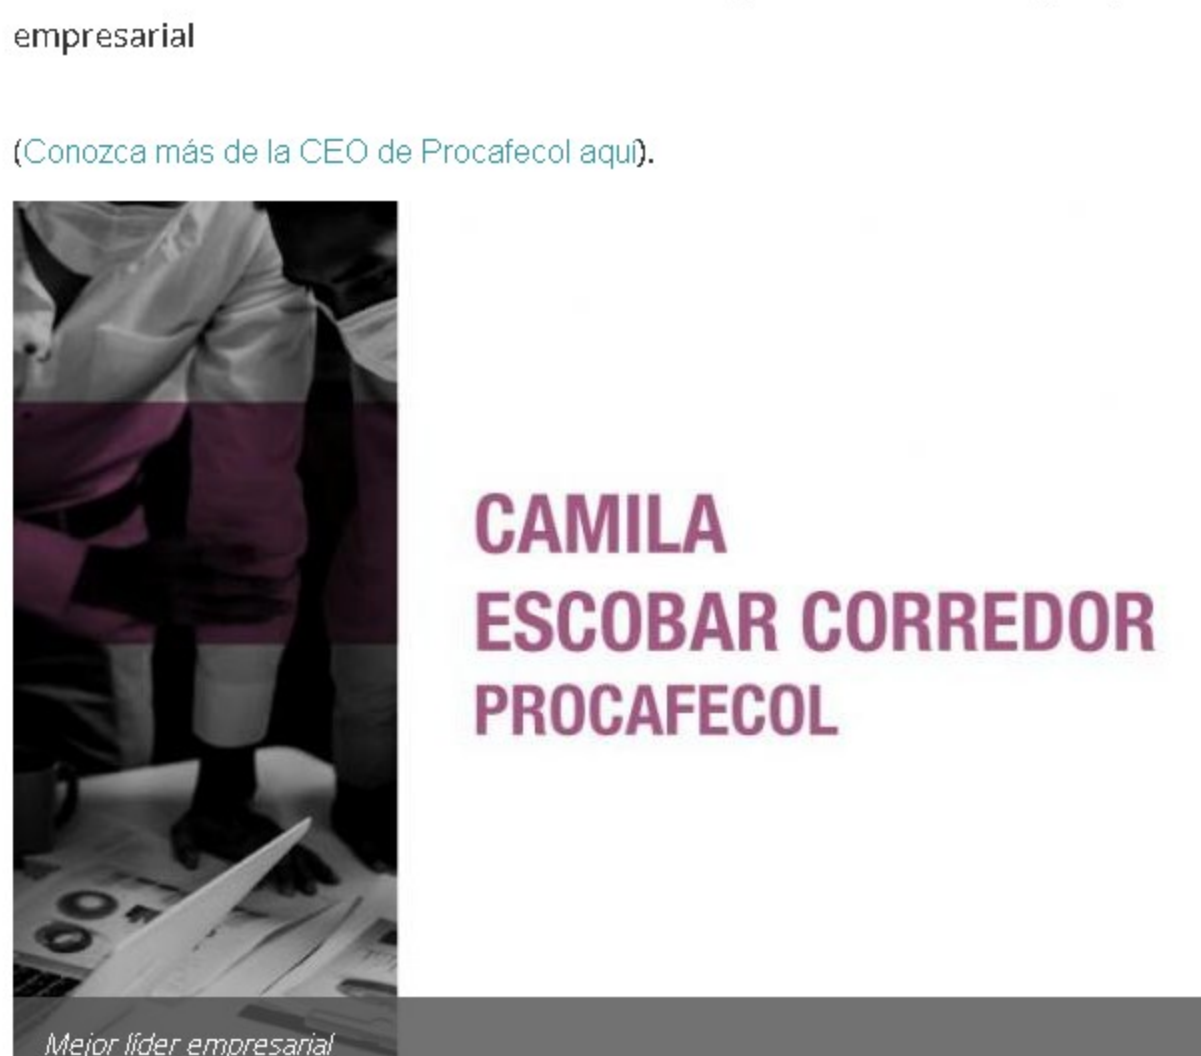 empresarial
(Conozca más de la CEO de Procafecol aquí).
CAMILA
ESCOBAR CORREDOR
PROCAFECOL
Mejor líder empresarial